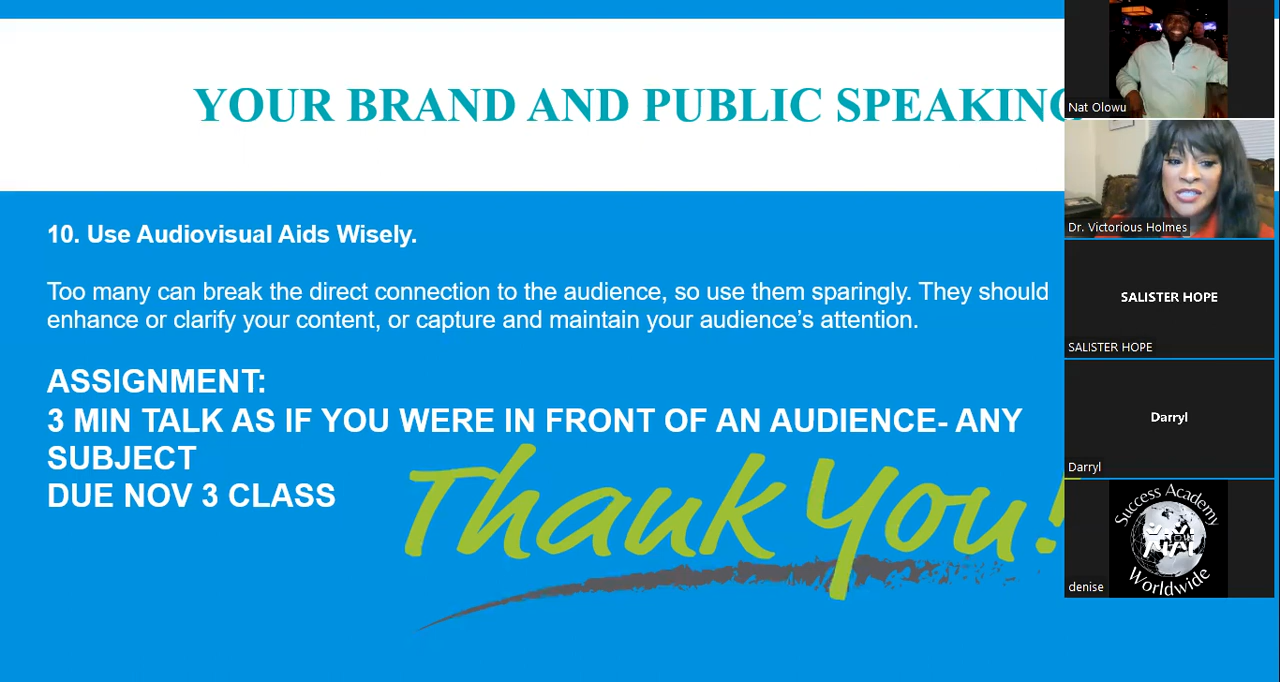 YOUR BRAND AND PUBLIC SPEAKING
10. Use Audiovisual Aids Wisely.
Too many can break the direct connection to the audience, so use them sparingly. They should
enhance or clarify your content, or capture and maintain your audience’s attention.
ASSIGNMENT:
3 MIN TALK AS IF YOU WERE IN FRONT OF AN AUDIENCE- ANY
SUBJECT
DUE NOV 3 CLASS
Thank You!
Nat Olowu
Dr. Victorious Holmes
SALISTER HOPE
SALISTER HOPE
Darryl
Darryl
Success Academy
Worldwide
denise